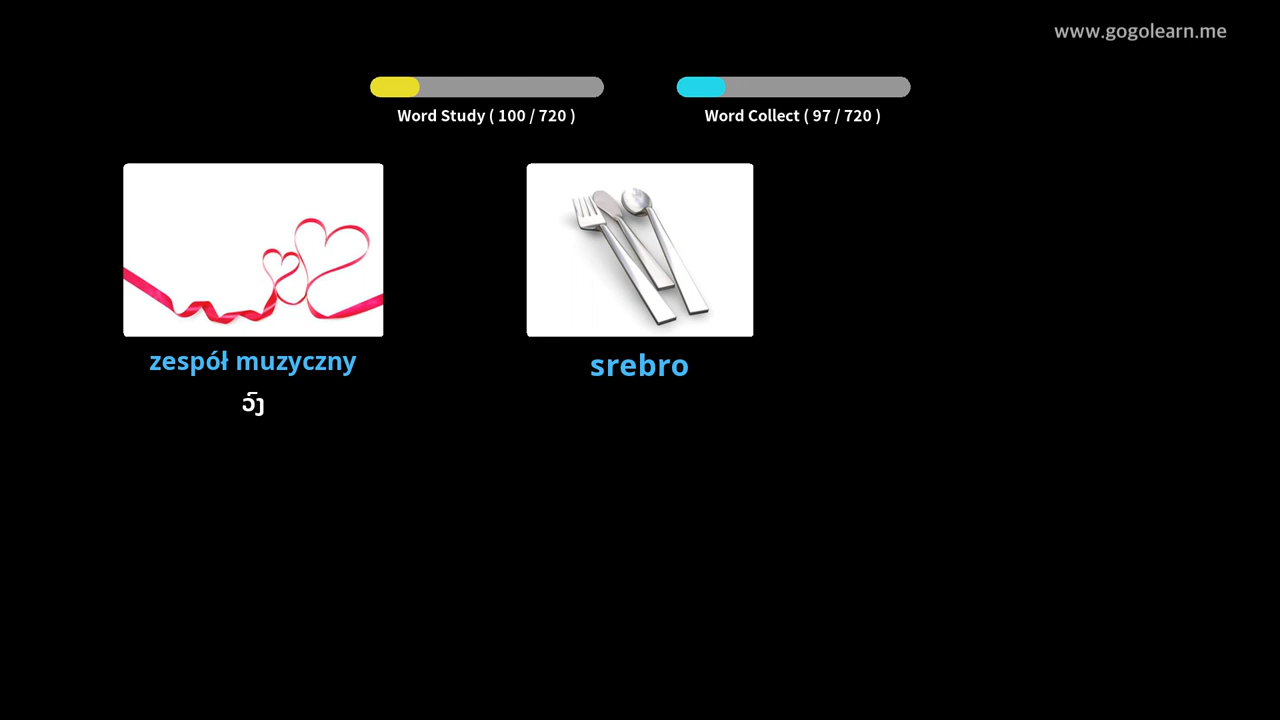 www.gogolearn.me
Word Study ( 100 / 720 )
Word Collect ( 97 / 720 )
zespół muzyczny
ວົງ
srebro